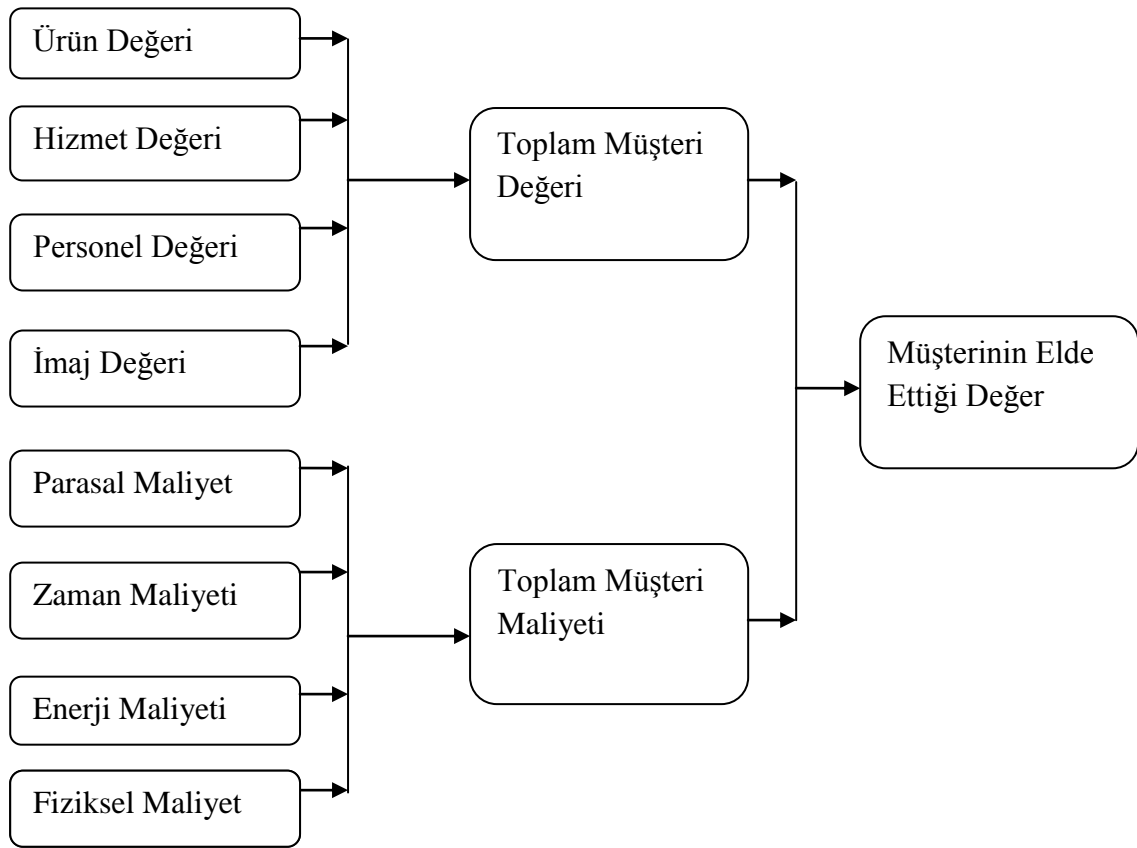 Ürün Değeri
Hizmet Değeri
Personel Değeri
İmaj Değeri
Parasal Maliyet
Zaman Maliyeti
Enerji Maliyeti
Fiziksel Maliyet
Toplam Müşteri
Değeri
Toplam Müşteri
Maliyeti
Müşterinin Elde
Ettiği Değer